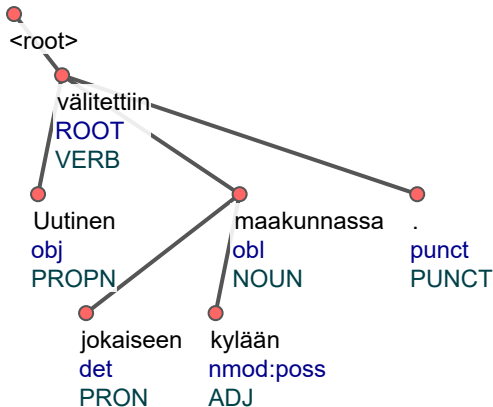 <root>
välitettiin
ROOT
VERB
Uutinen
obj
PROPN
maakunnassa
obl
NOUN
.
punct
PUNCT
jokaiseen
det
PRON
kylään
nmod:poss
ADJ